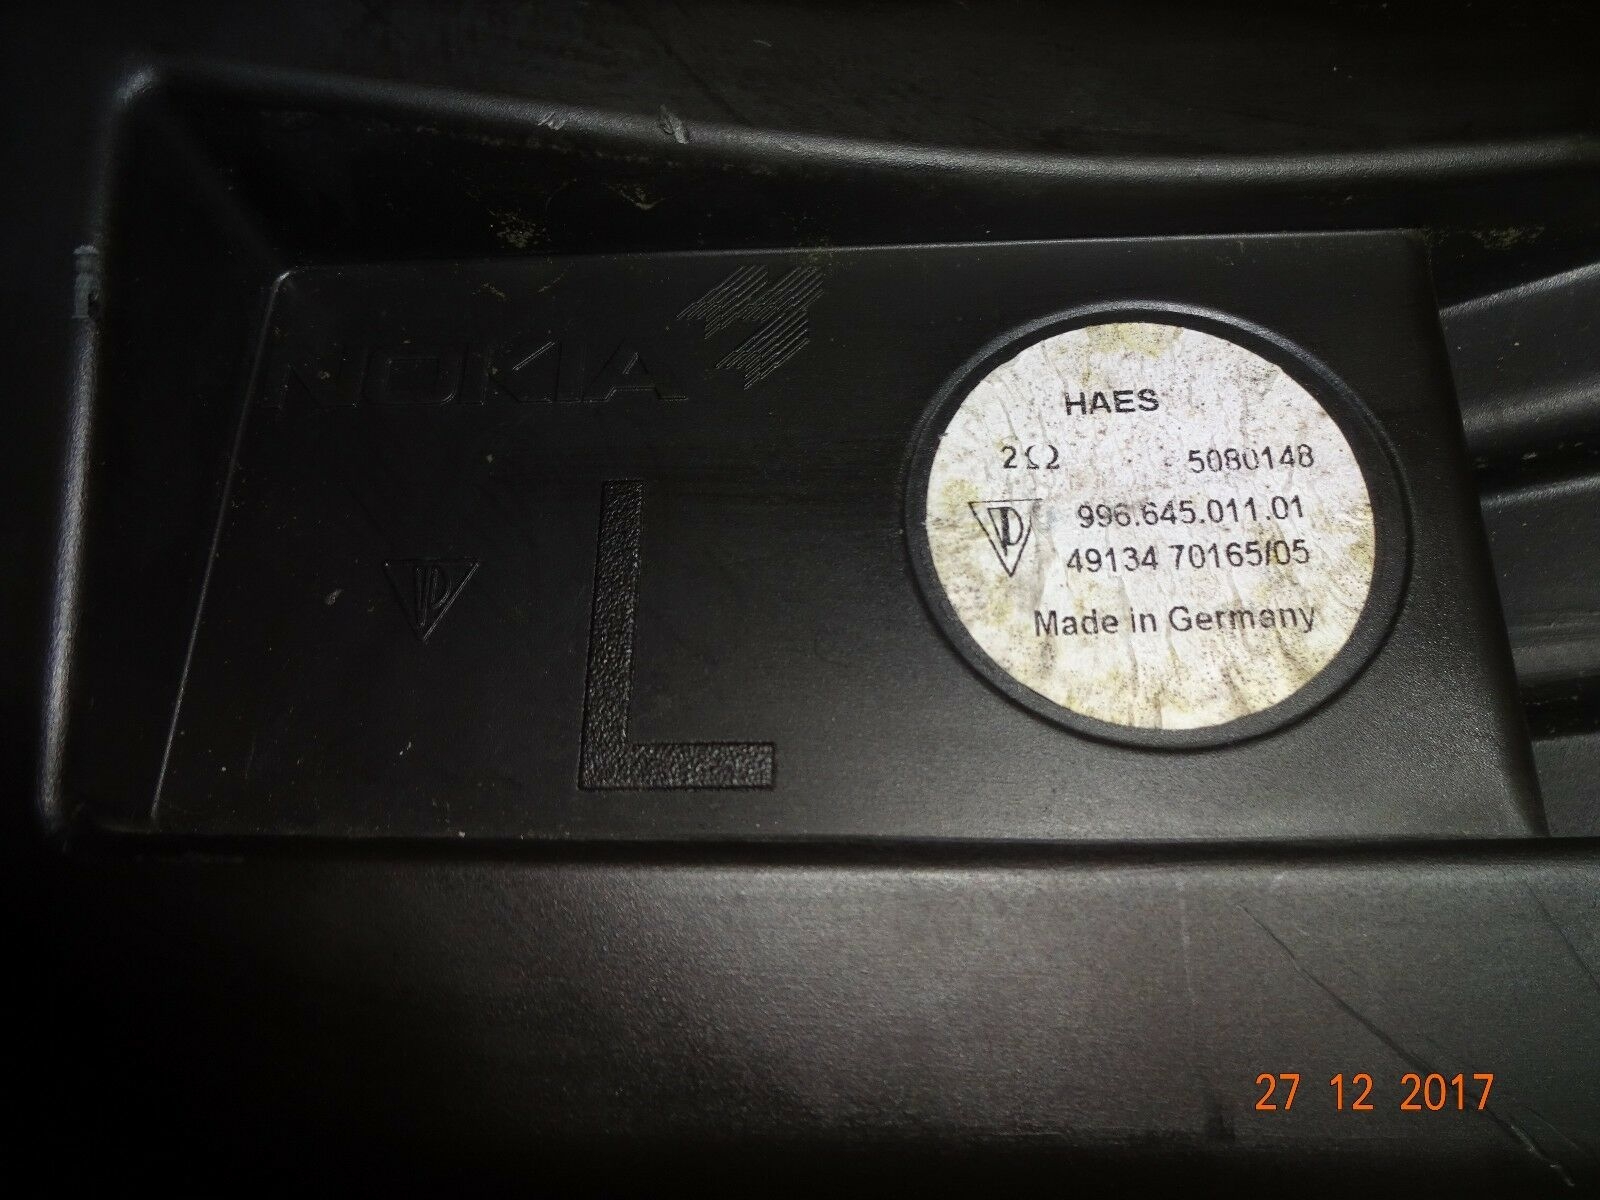 NOKIA
HAES
2Ω 5080148
996.645.011.01
49134 70165/05
Made in Germany
L
27 12 2017